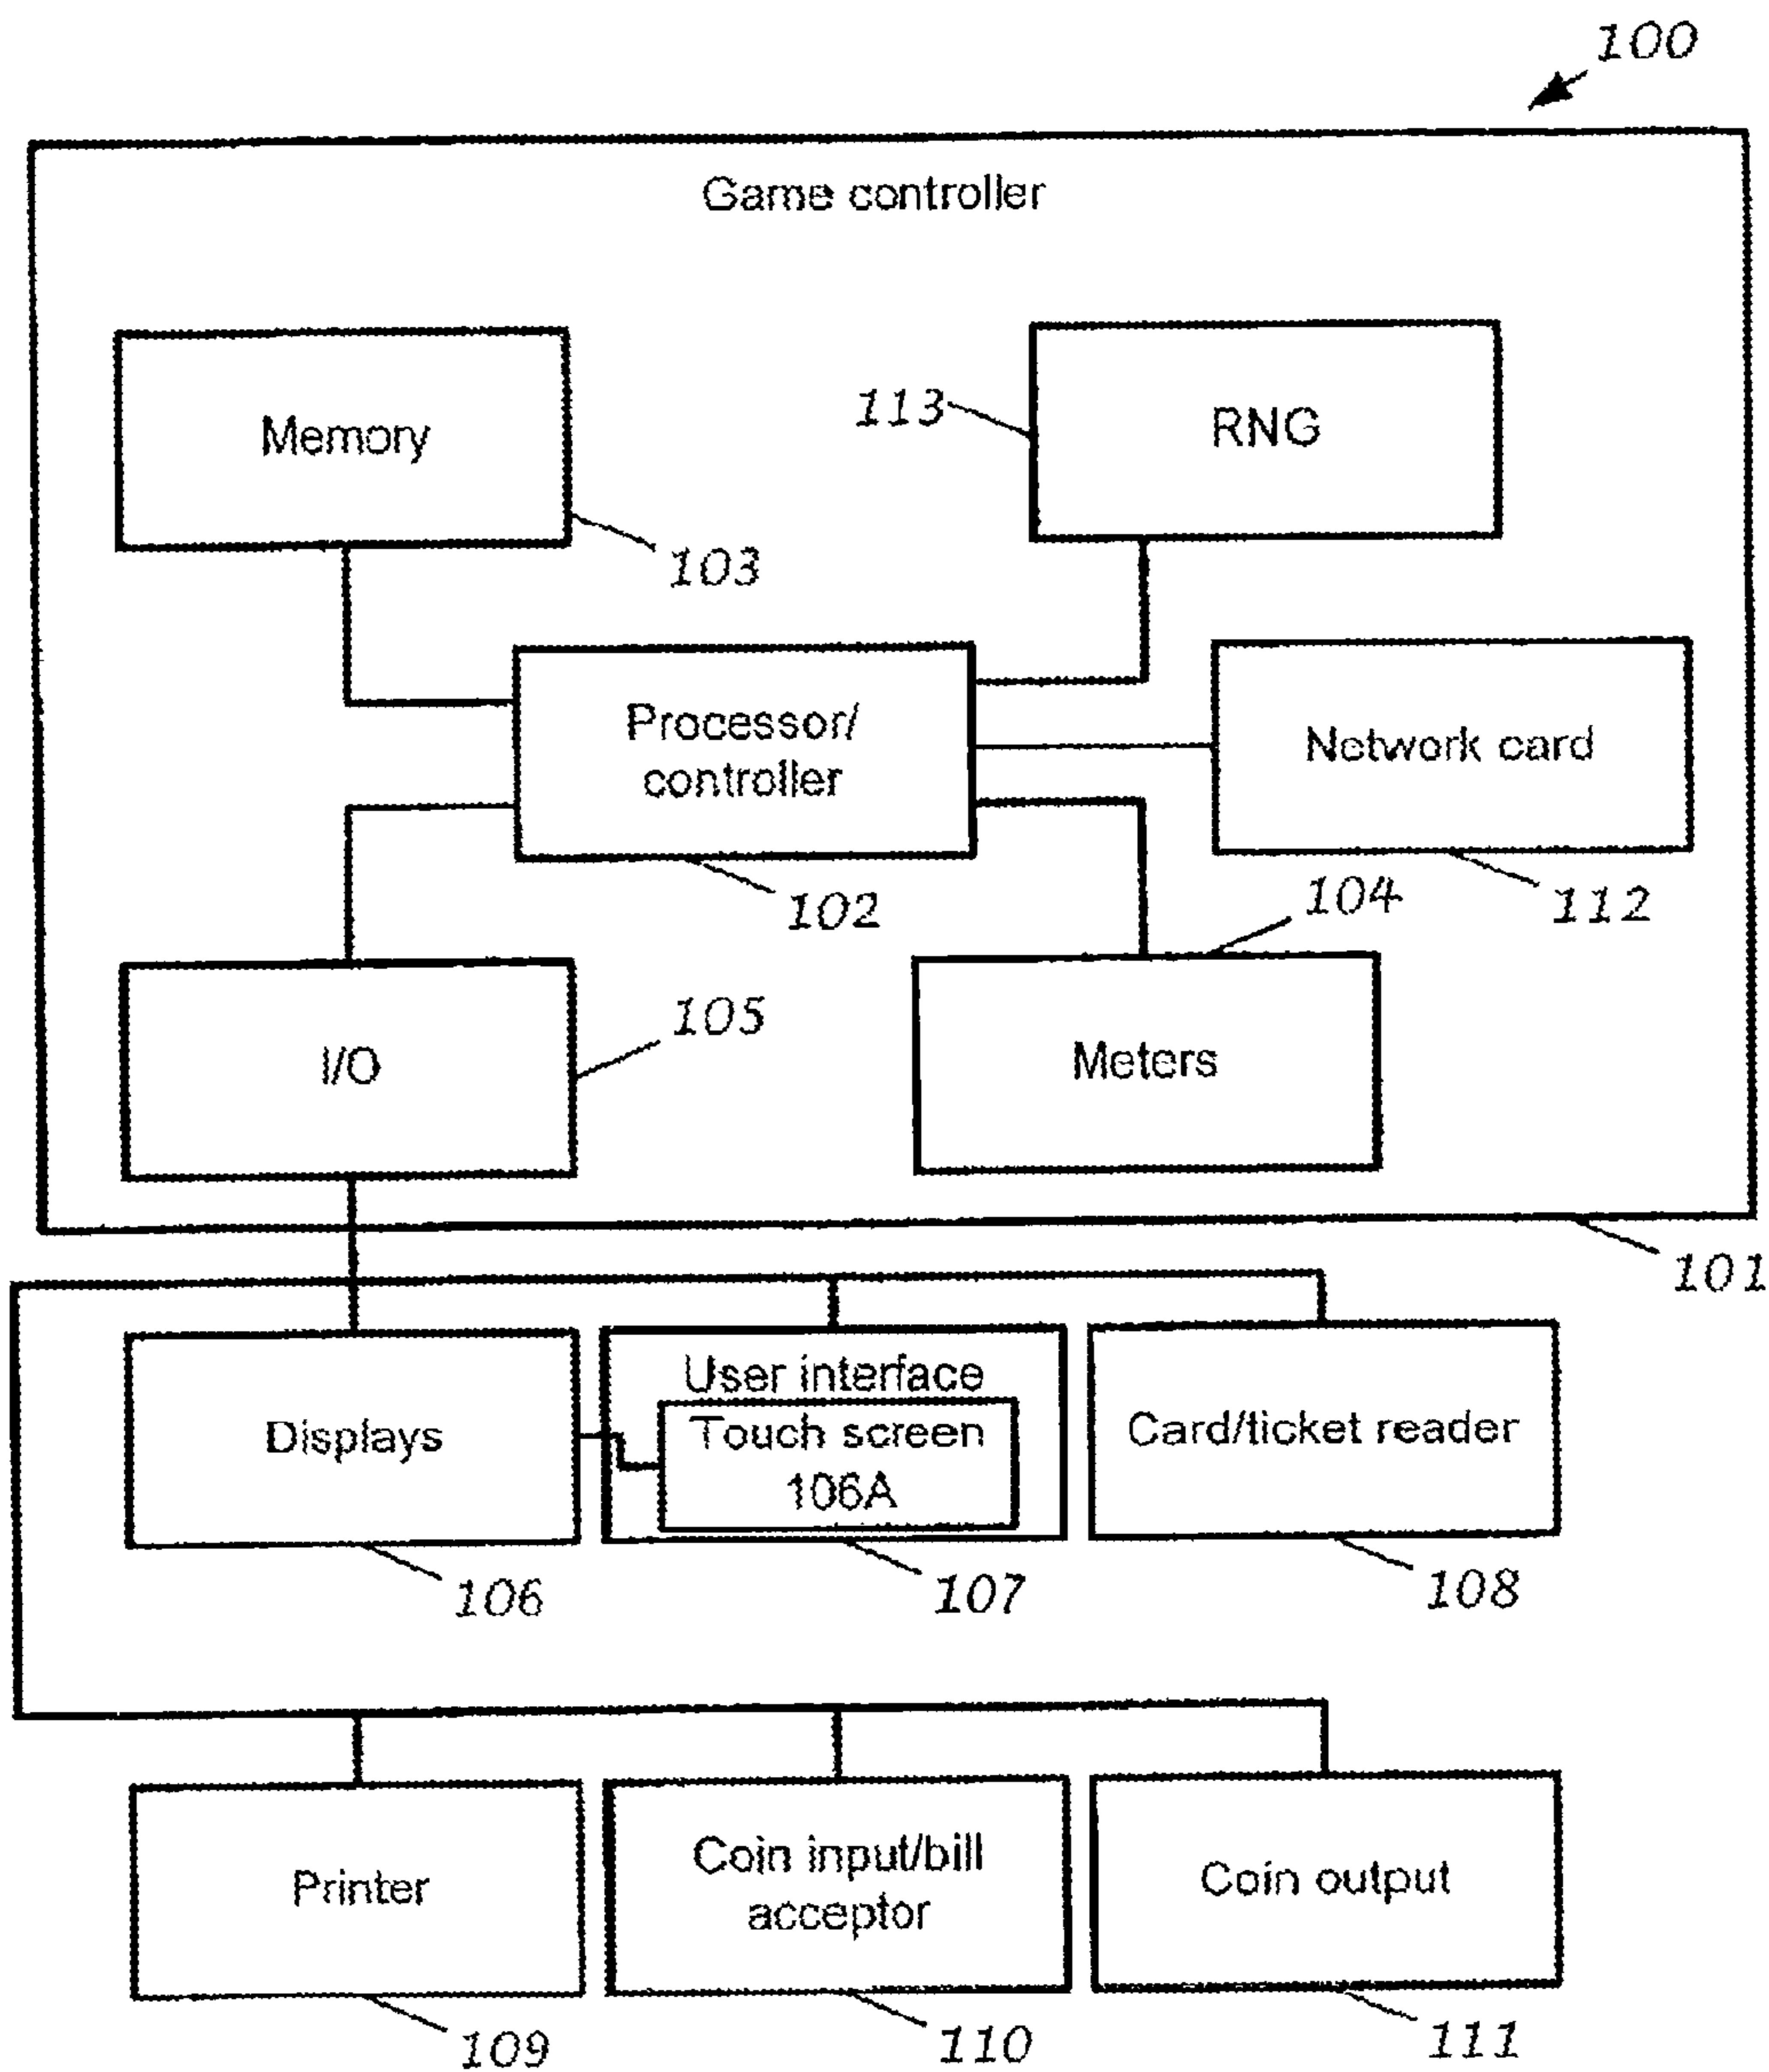 100
Game controller
Memory
103
113
RNG
Processor/
controller
102
Network card
112
I/O
105
104
Meters
101
Displays
106
User interface
Touch screen
106A
107
Card/ticket reader
108
Printer
109
Coin input/bill
acceptor
110
Coin output
111